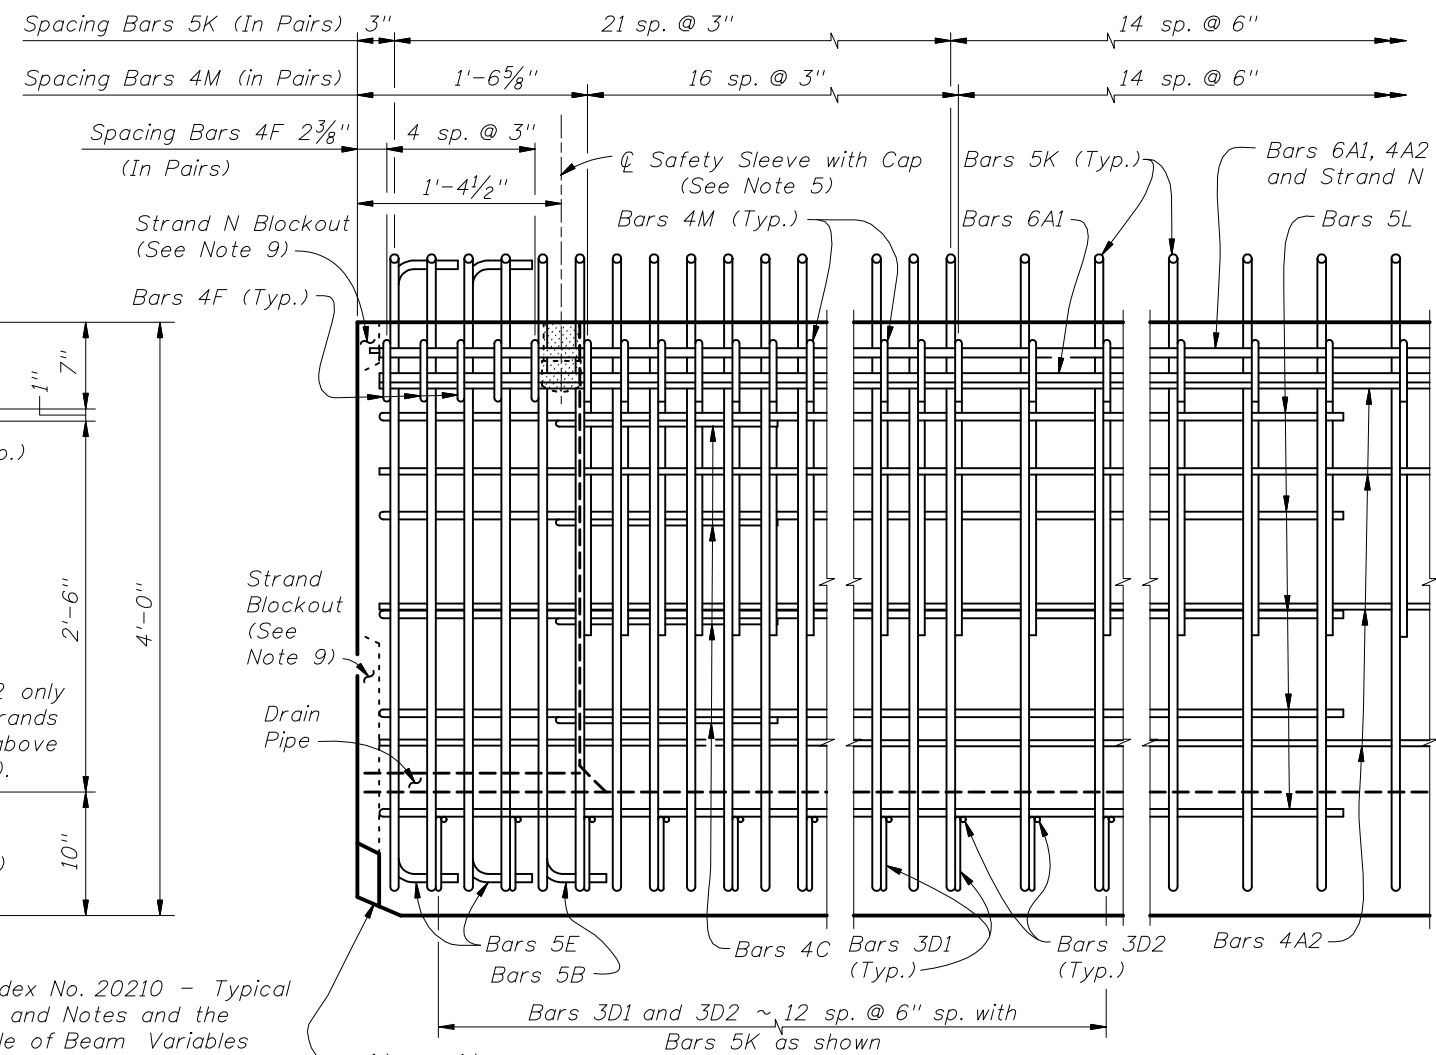 Spacing Bars 5K (In Pairs) 3" 21 sp. @ 3" 14 sp. @ 6"
Spacing Bars 4M (in Pairs) 1'-6⅝" 16 sp. @ 3" 14 sp. @ 6"
Spacing Bars 4F 2⅜" 4 sp. @ 3"
(In Pairs)
1'-4½"
℄ Safety Sleeve with Cap
(See Note 5)
Bars 5K (Typ.)
Bars 6A1, 4A2
and Strand N
Strand N Blockout
(See Note 9)
Bars 4M (Typ.)
Bars 6A1
Bars 5L
Bars 4F (Typ.)
7"
1"
2'-6"
4'-0"
10"
Strand
Blockout
(See
Note 9)
2 only
above
Drain
Pipe
Bars 5E
Bars 5B
Bars 4C
Bars 3D1
(Typ.)
Bars 3D2
(Typ.)
Bars 4A2
No. 20210 - Typical
and Notes and the
of Beam Variables
Bars 3D1 and 3D2 ~ 12 sp. @ 6" sp. with
Bars 5K as shown